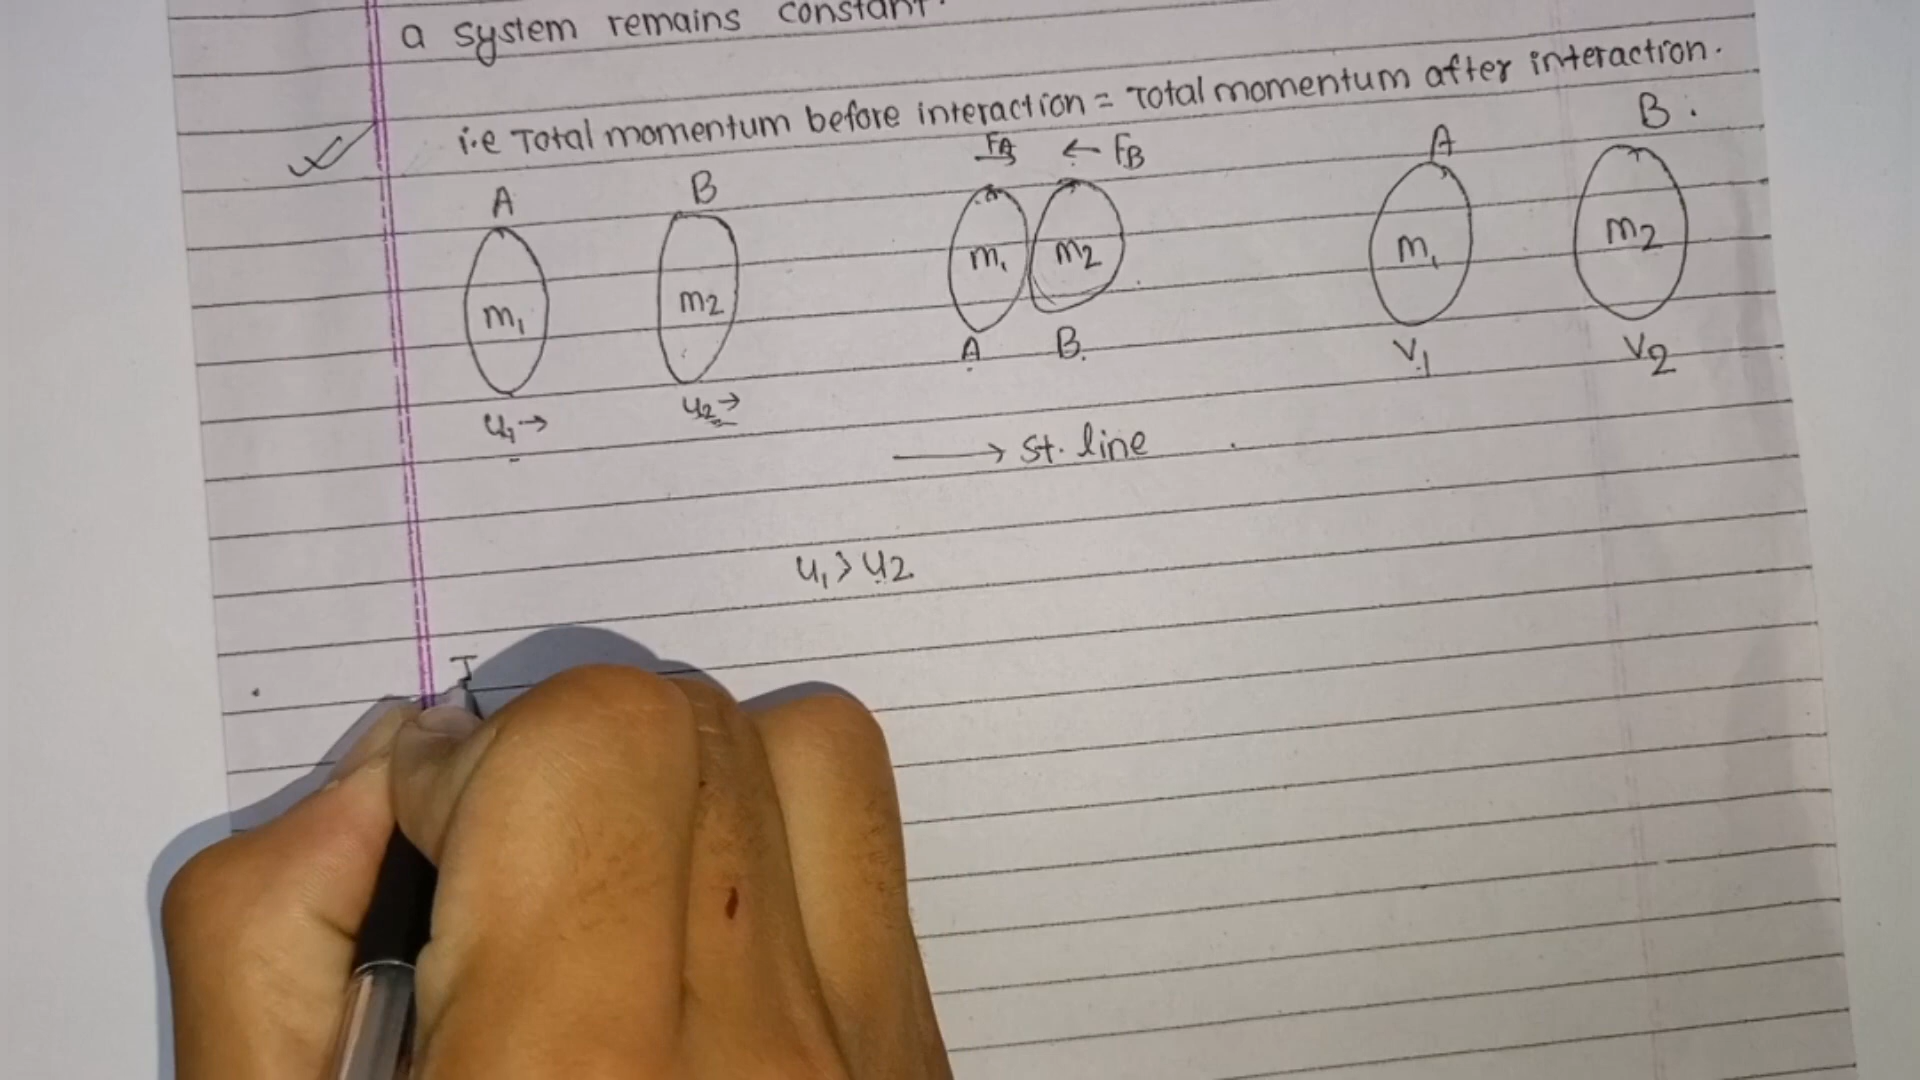 a system remains constant.
i.e Total momentum before interaction = Total momentum after interaction.
A B FA ← FB A B.
m1 m2 m1 m2 m1 m2
A B. V1 V2
u1→ u2→
→ St. line
u1 > u2
I